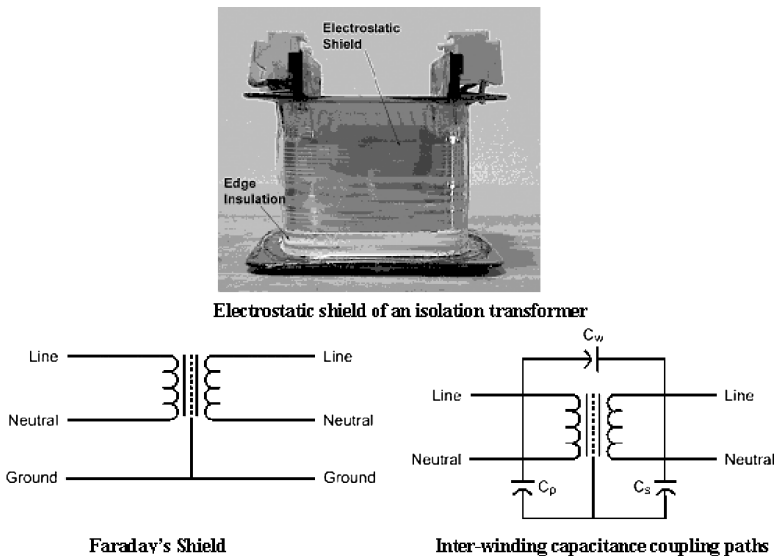 Electrostatic
Shield
Edge
Insulation
Electrostatic shield of an isolation transformer
Line
Line
Neutral
Neutral
Ground
Ground
Faraday's Shield
Cw
Line
Line
Neutral
Neutral
Cp
Cs
Inter-winding capacitance coupling paths